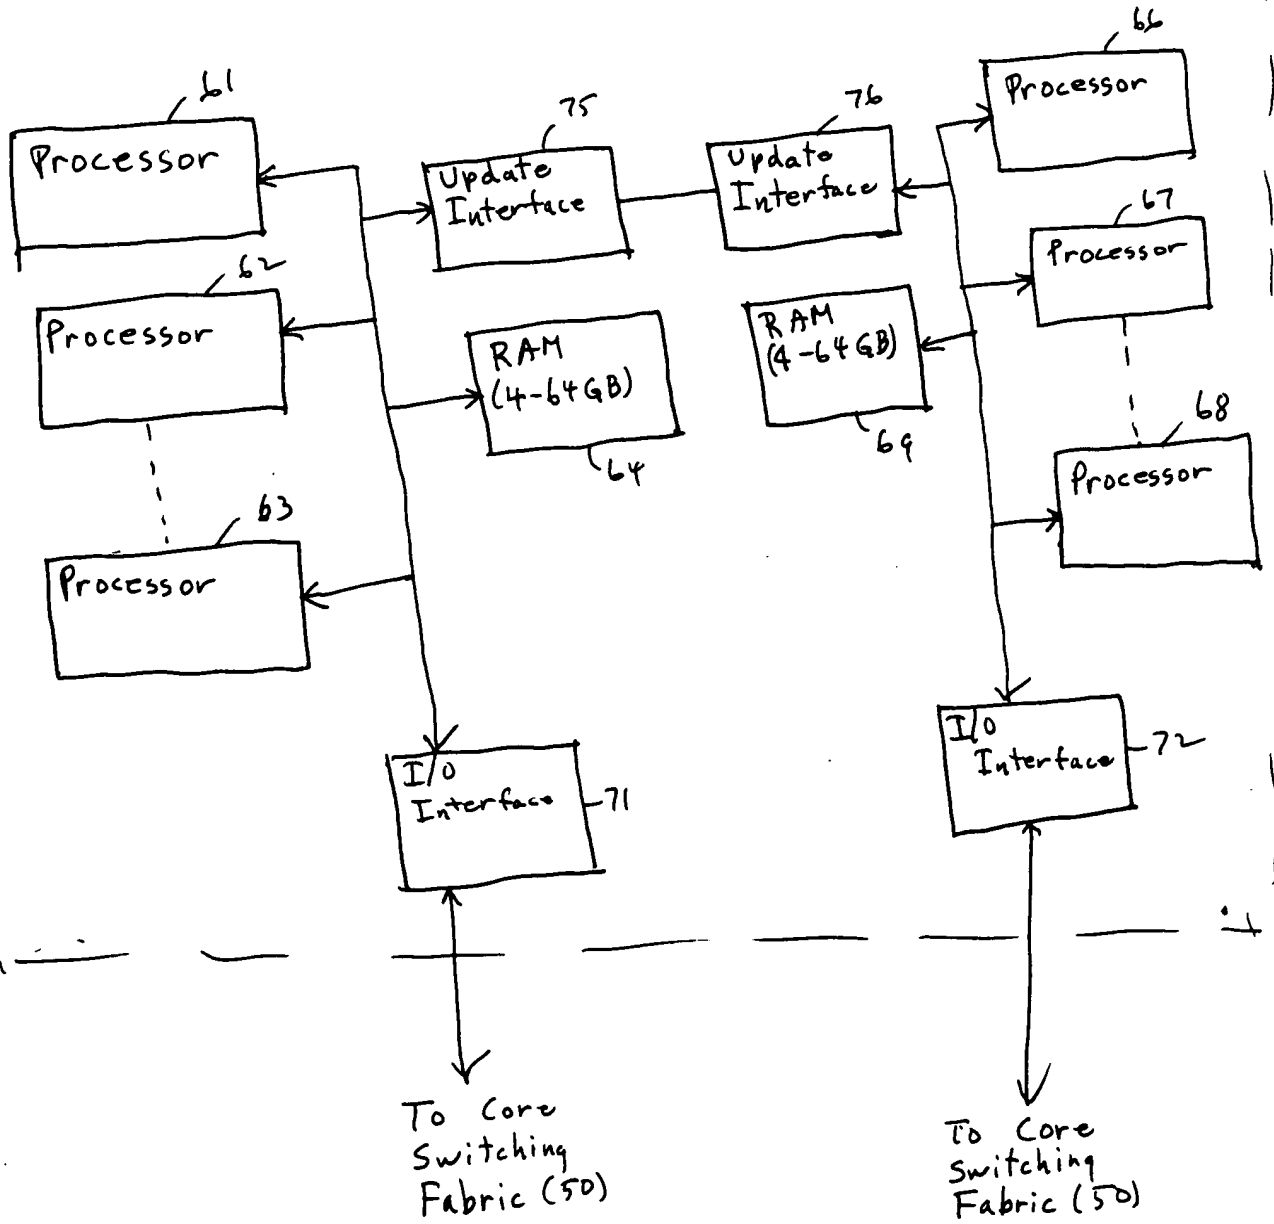 66
61
75
76
Processor
Processor
Update
Interface
Update
Interface
67
Processor
62
Processor
RAM
(4-64GB)
RAM
(4-64GB)
68
69
64
Processor
63
Processor
I/O
Interface
72
I/O
Interface
71
To Core
Switching
Fabric (50)
To Core
Switching
Fabric (50)